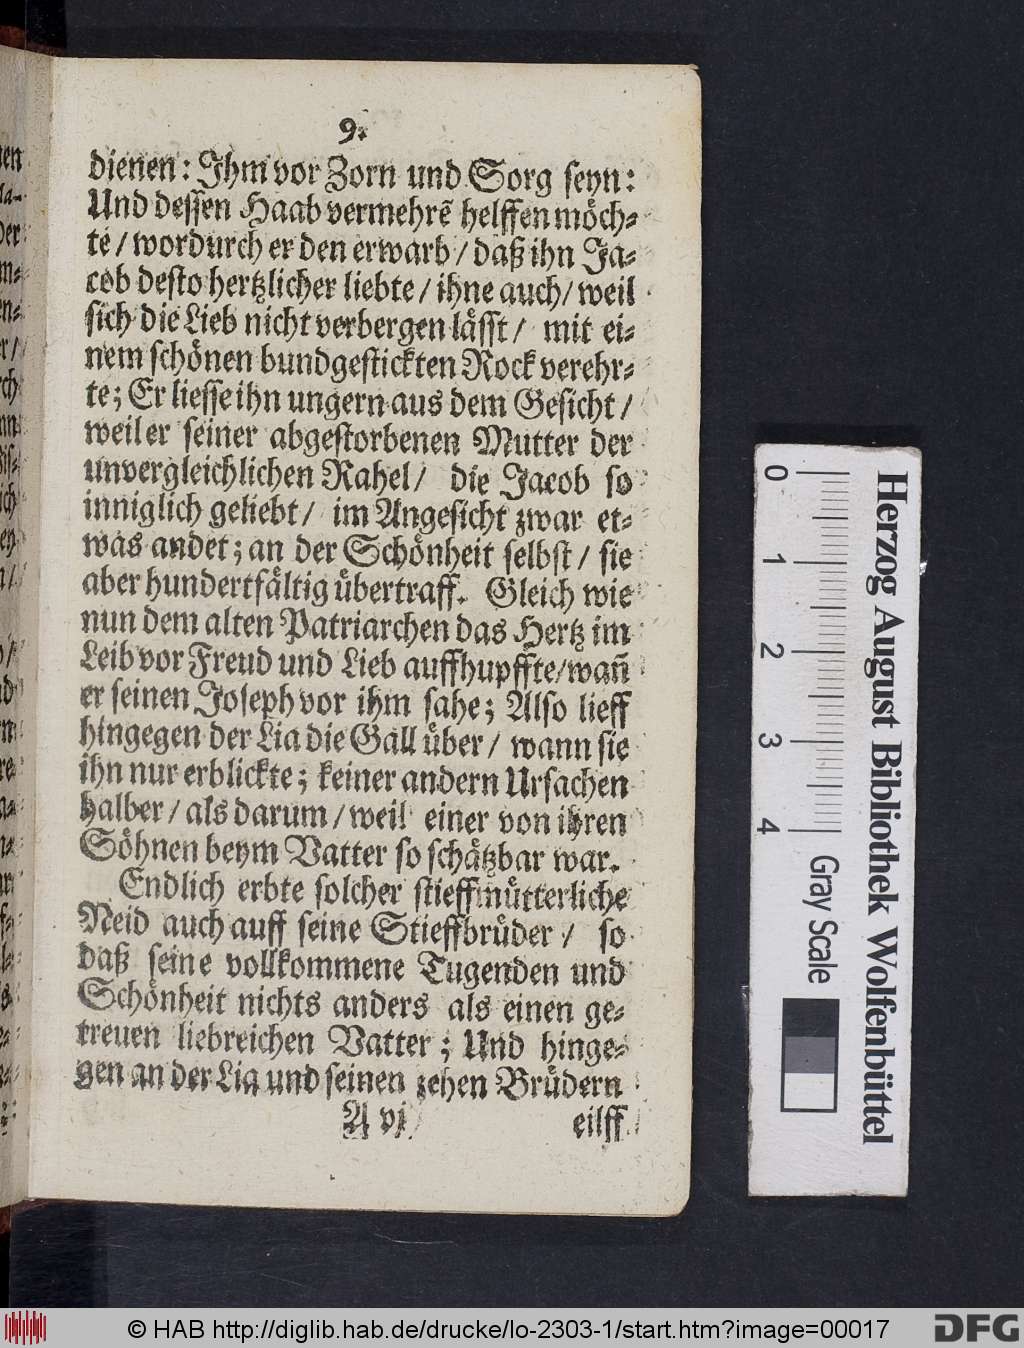 9.
dienen: Ihm vor Zorn und Sorg seyn:
Und dessen Haab vermehrẽ helffen möch-
te / wordurch er den erwarb / daß ihn Ja-
cob desto hertzlicher liebte / ihne auch / weil
sich die Lieb nicht verbergen lässt / mit ei-
nem schönen bundgestickten Rock verehr-
te; Er liesse ihn ungern aus dem Gesicht /
weil er seiner abgestorbenen Mutter der
unvergleichlichen Rahel / die Jacob so
inniglich geliebt / im Angesicht zwar et-
was andet; an der Schönheit selbst / sie
aber hundertfältig übertraff. Gleich wie
nun dem alten Patriarchen das Hertz im
Leib vor Freud und Lieb auffhupffte / wañ
er seinen Joseph vor ihm sahe; Also lieff
hingegen der Lia die Gall über / wann sie
ihn nur erblickte; keiner andern Ursachen
halber / als darum / weil einer von ihren
Söhnen beym Vatter so schätzbar war.
Endlich erbte solcher stieffmütterliche
Neid auch auff seine Stieffbrüder / so
daß seine vollkommene Tugenden und
Schönheit nichts anders als einen ge-
treuen liebreichen Vatter; Und hinge-
gen an der Lia und seinen zehen Brüdern
A vj
eilff
Herzog August Bibliothek Wolfenbüttel
0 1 2 3 4
Gray Scale
© HAB http://diglib.hab.de/drucke/lo-2303-1/start.htm?image=00017
DFG